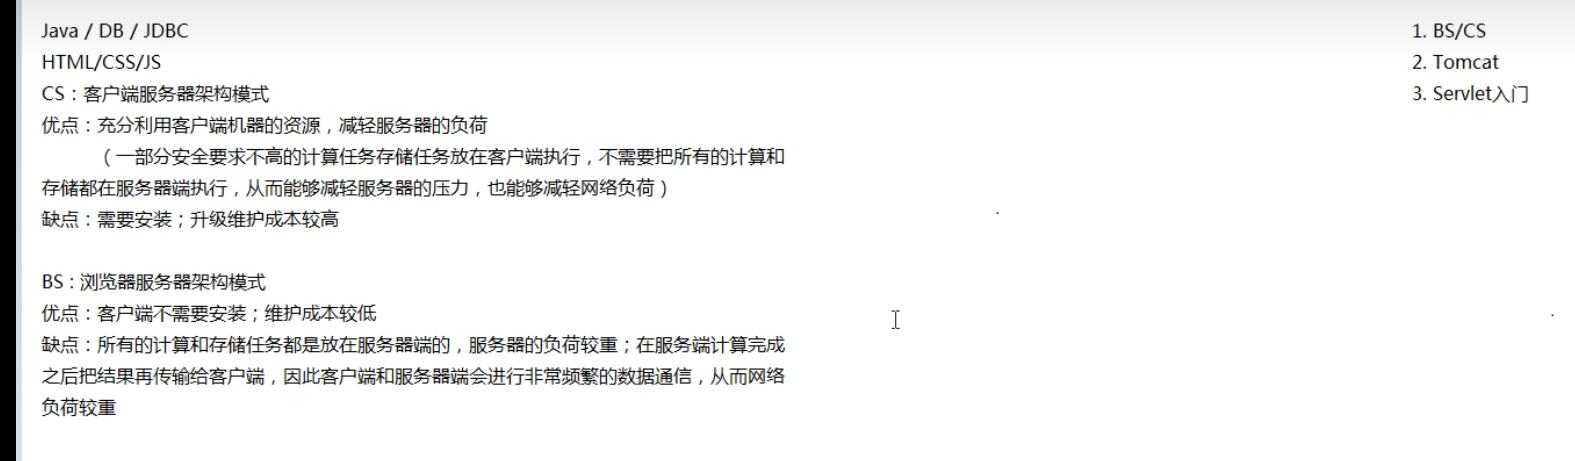 Java / DB / JDBC
HTML/CSS/JS
CS：客户端服务器架构模式
优点：充分利用客户端机器的资源，减轻服务器的负荷
（一部分安全要求不高的计算任务存储任务放在客户端执行，不需要把所有的计算和
存储都在服务器端执行，从而能够减轻服务器的压力，也能够减轻网络负荷）
缺点：需要安装；升级维护成本较高
BS：浏览器服务器架构模式
优点：客户端不需要安装；维护成本较低
缺点：所有的计算和存储任务都是放在服务器端的，服务器的负荷较重；在服务端计算完成
之后把结果再传输给客户端，因此客户端和服务器端会进行非常频繁的数据通信，从而网络
负荷较重
1. BS/CS
2. Tomcat
3. Servlet入门